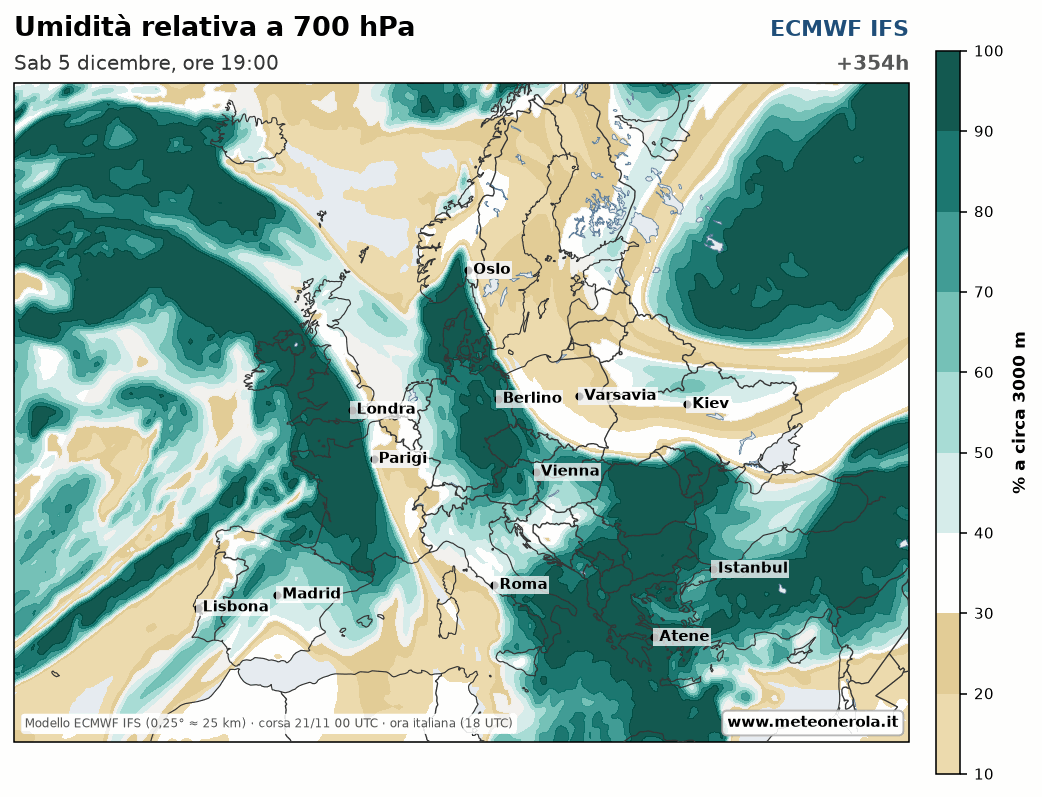 Umidità relativa a 700 hPa
ECMWF IFS
Sab 5 dicembre, ore 19:00
+354h
100
90
80
70
60
50
40
30
20
10
% a circa 3000 m
Oslo
Berlino
Varsavia
Kiev
Londra
Parigi
Vienna
Istanbul
Roma
Madrid
Lisbona
Atene
Modello ECMWF IFS (0,25° ≈ 25 km) · corsa 21/11 00 UTC · ora italiana (18 UTC)
www.meteonerola.it